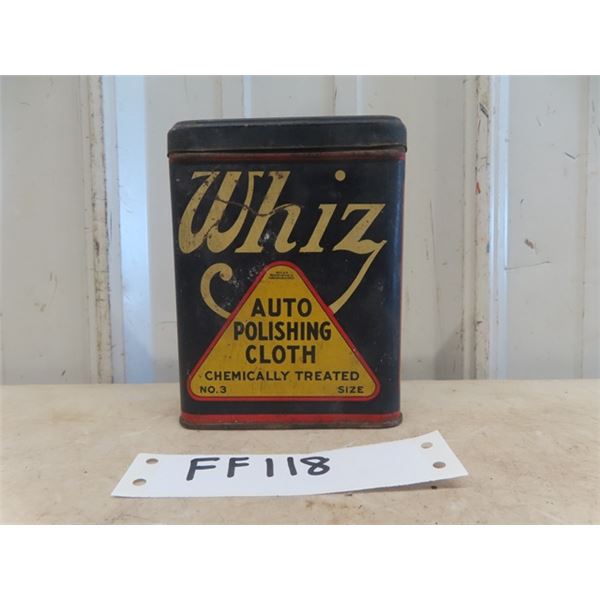 Whiz
AUTO
POLISHING
CLOTH
CHEMICALLY TREATED
NO.3 SIZE
FF118